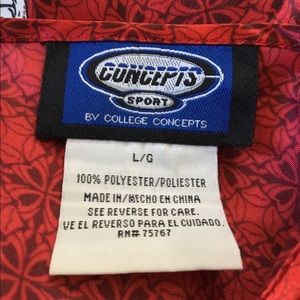 CONCEPTS
SPORT
BY COLLEGE CONCEPTS
L/G
100% POLYESTER/POLIESTER
MADE IN/HECHO EN CHINA
SEE REVERSE FOR CARE.
VE EL REVERSO PARA EL CUIDADO.
RN# 75767